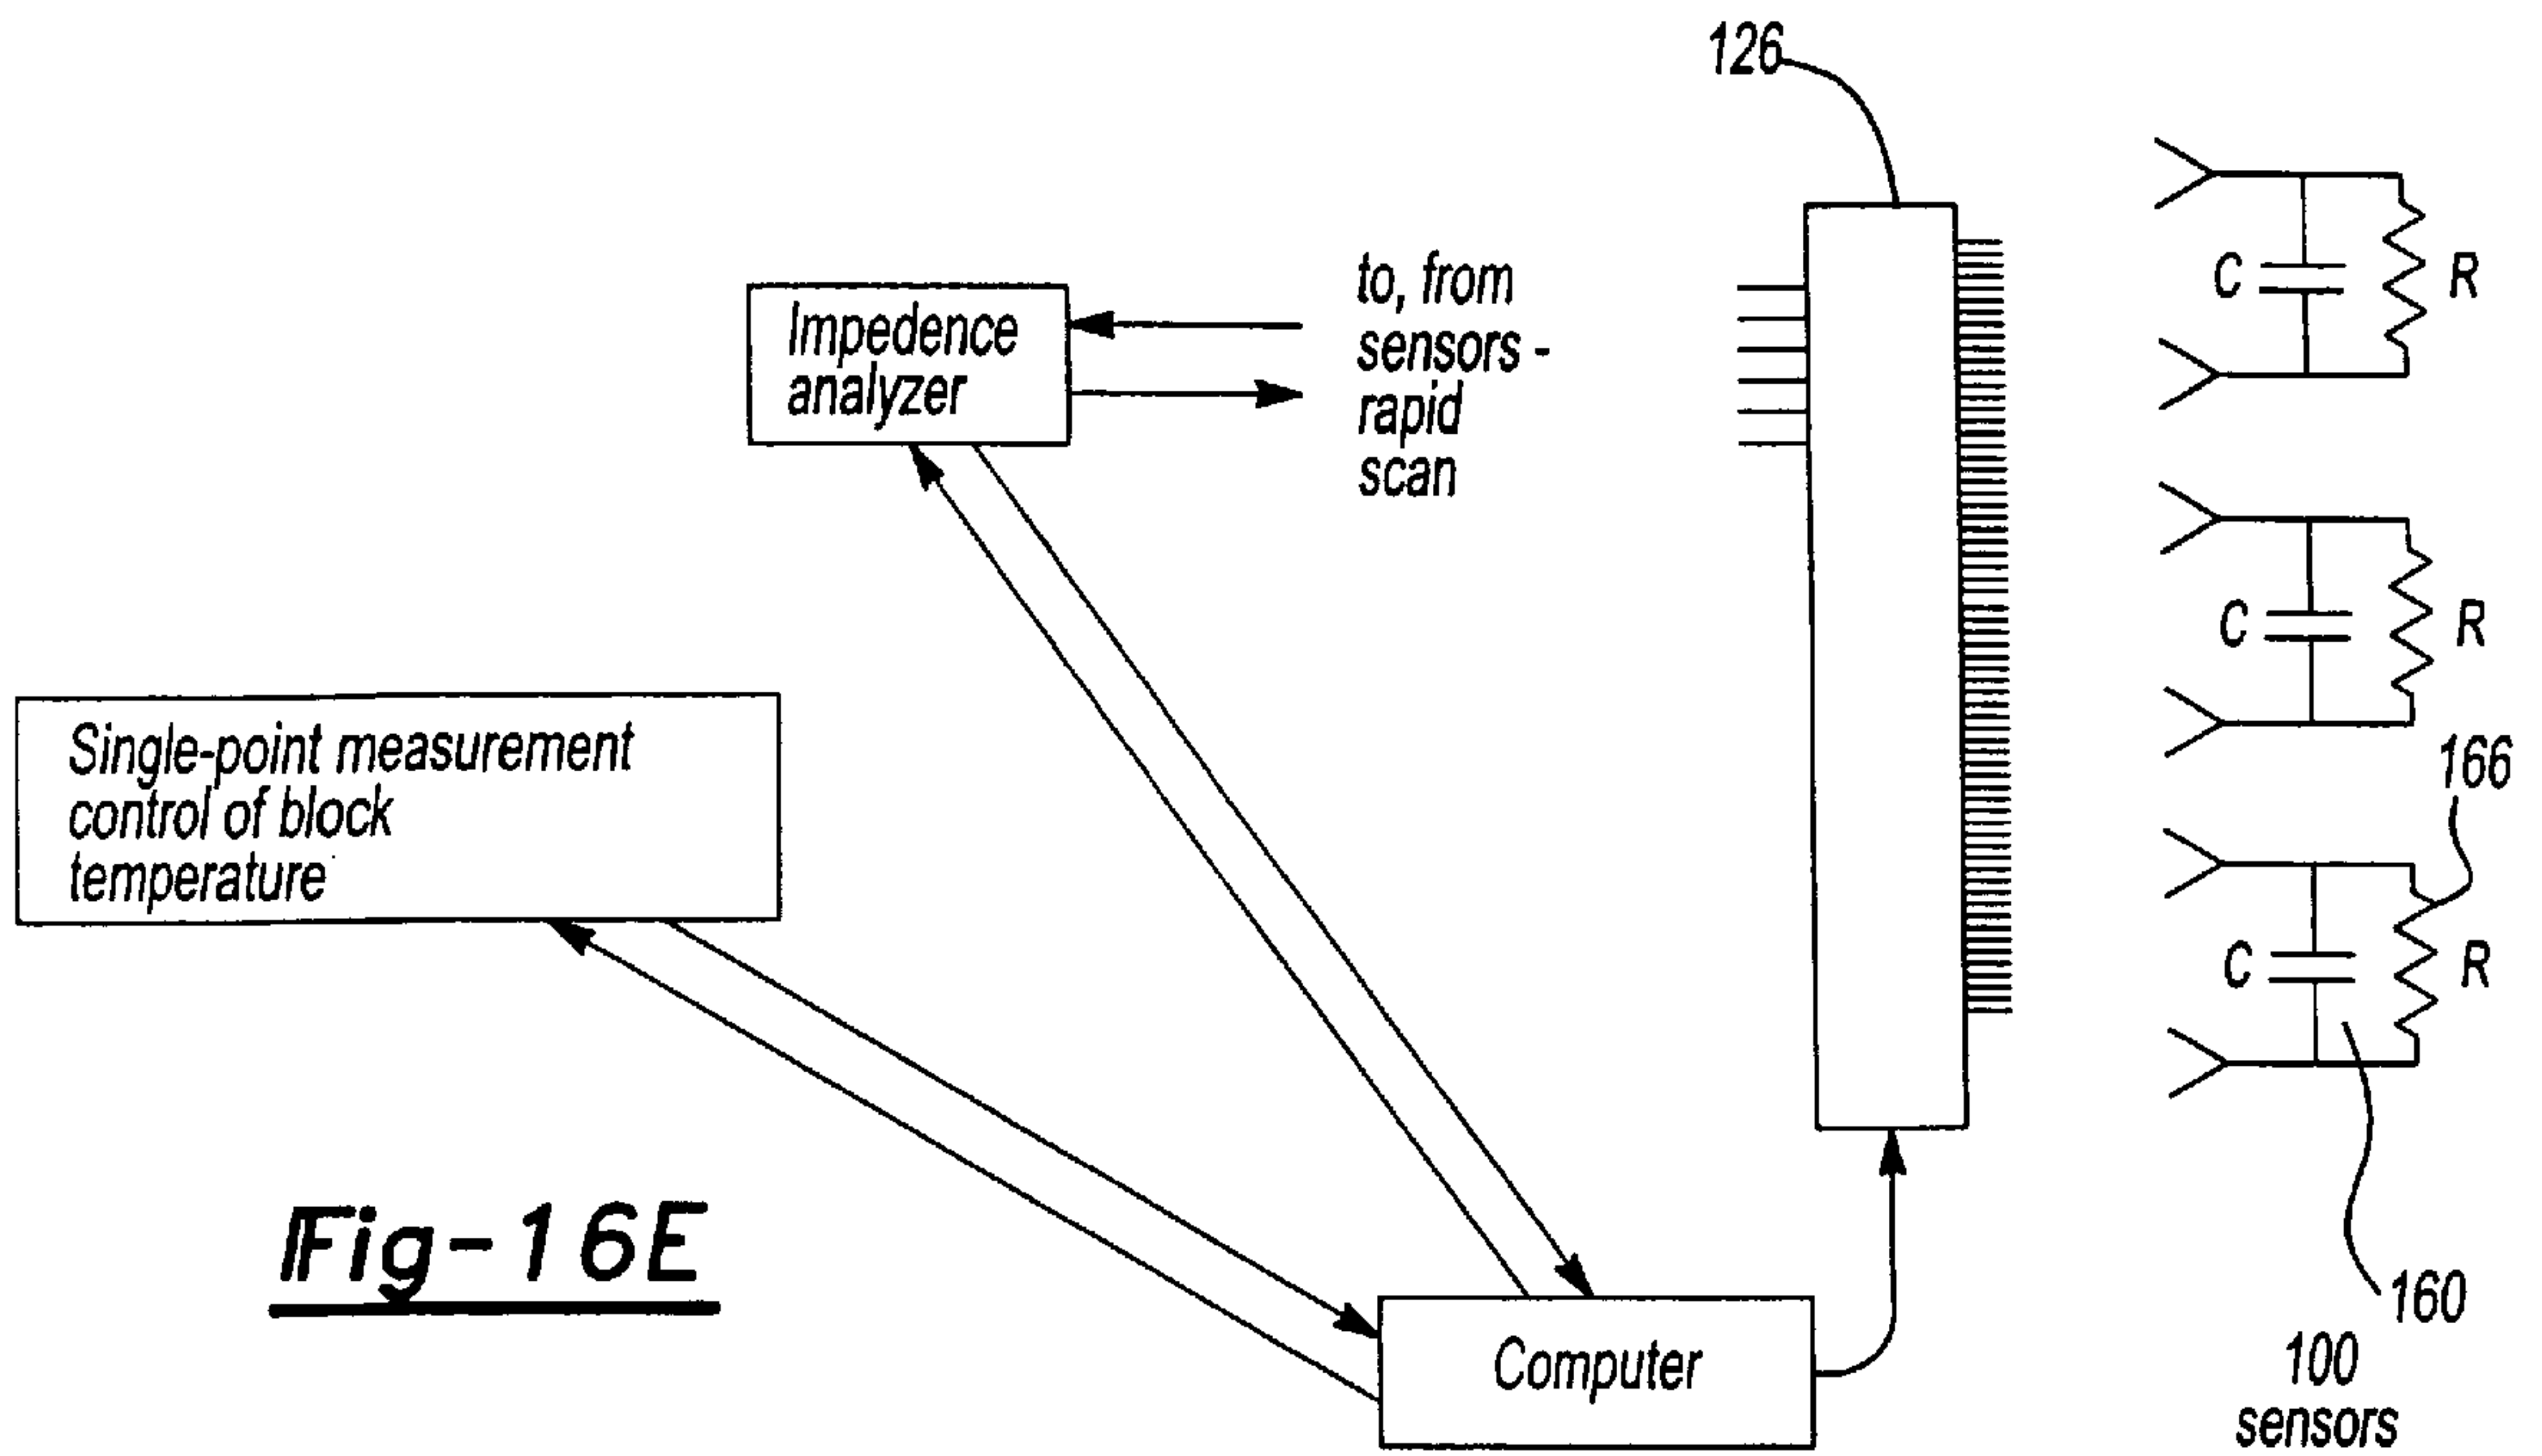 126
to, from
sensors -
rapid
scan
Impedence
analyzer
C
R
C
R
Single-point measurement
control of block
temperature
166
C
R
160
100
sensors
Computer
Fig-16E